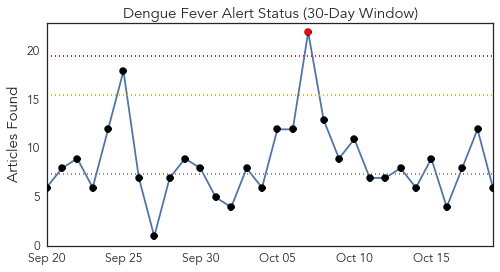 Dengue Fever Alert Status (30-Day Window)
Articles Found
20
15
10
5
0
Sep 20 Sep 25 Sep 30 Oct 05 Oct 10 Oct 15